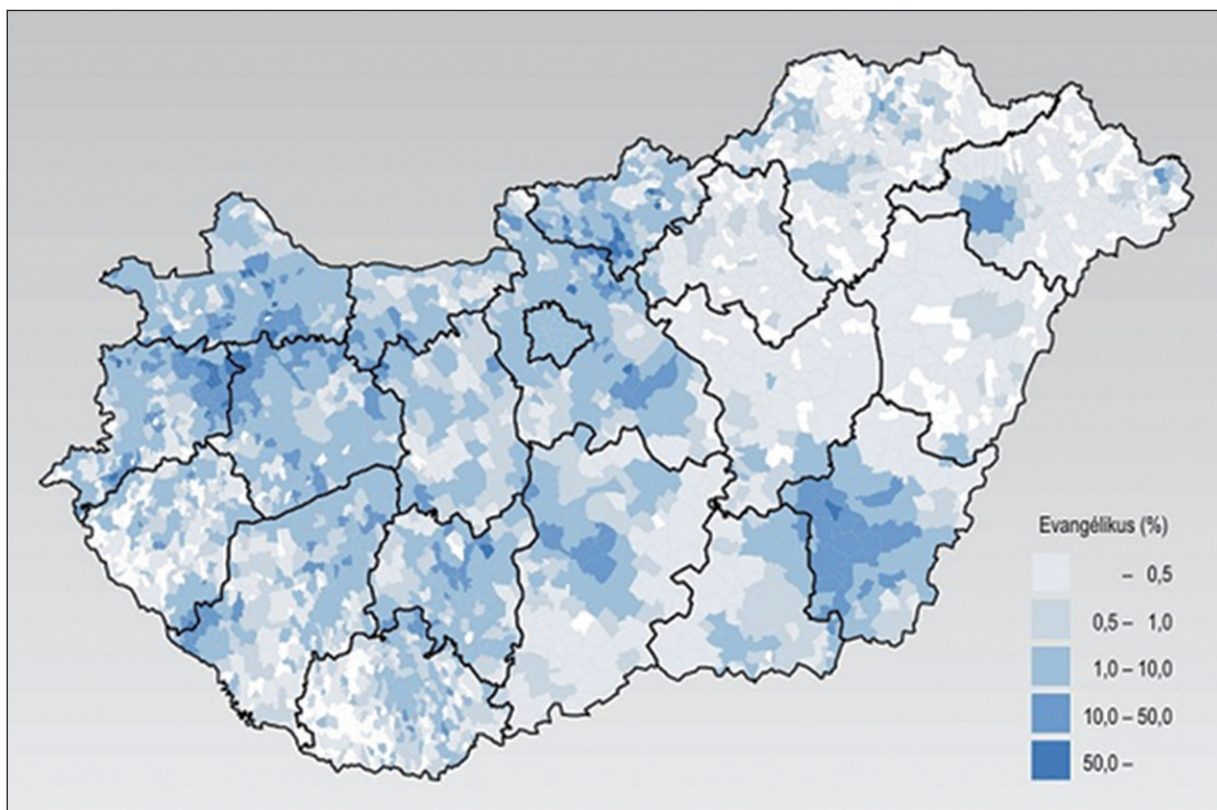 Evangélikus (%)
– 0,5
0,5 – 1,0
1,0 – 10,0
10,0 – 50,0
50,0 –